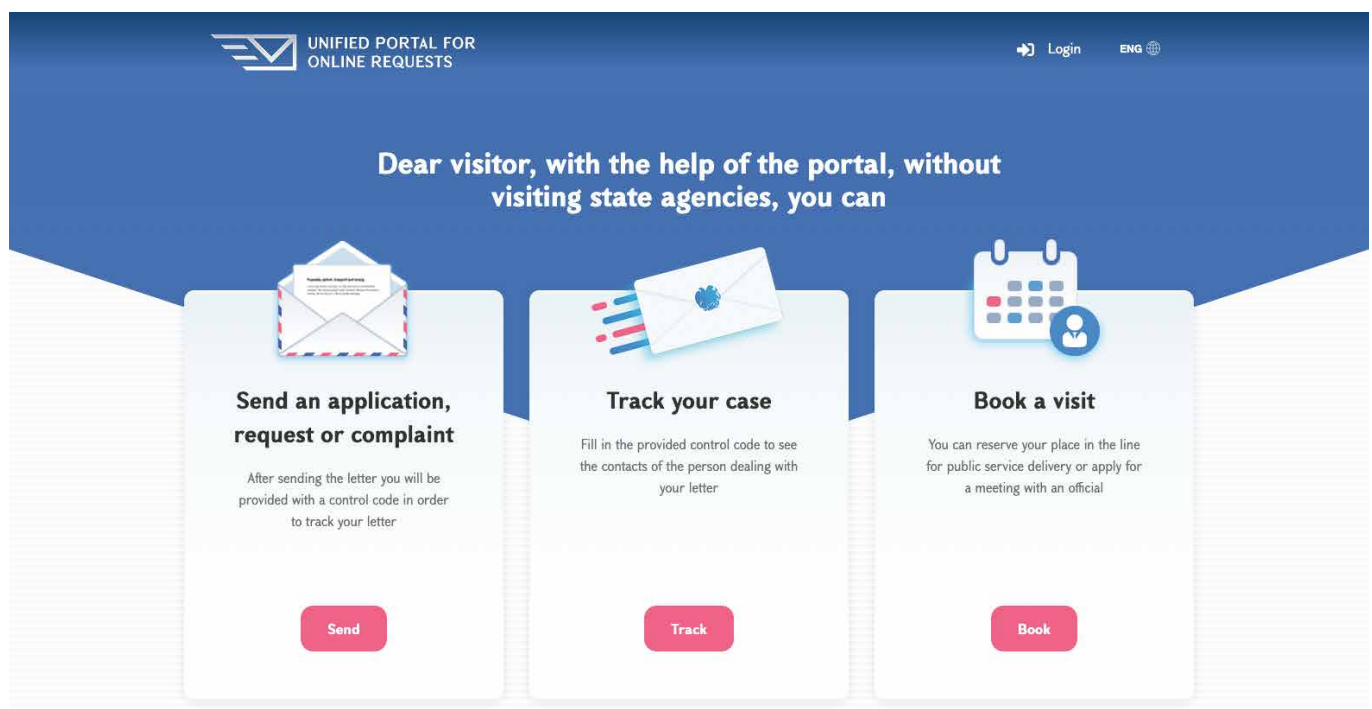 UNIFIED PORTAL FOR
ONLINE REQUESTS
Login
ENG
Dear visitor, with the help of the portal, without
visiting state agencies, you can
Send an application,
request or complaint
After sending the letter you will be
provided with a control code in order
to track your letter
Send
Track your case
Fill in the provided control code to see
the contacts of the person dealing with
your letter
Track
Book a visit
You can reserve your place in the line
for public service delivery or apply for
a meeting with an official
Book